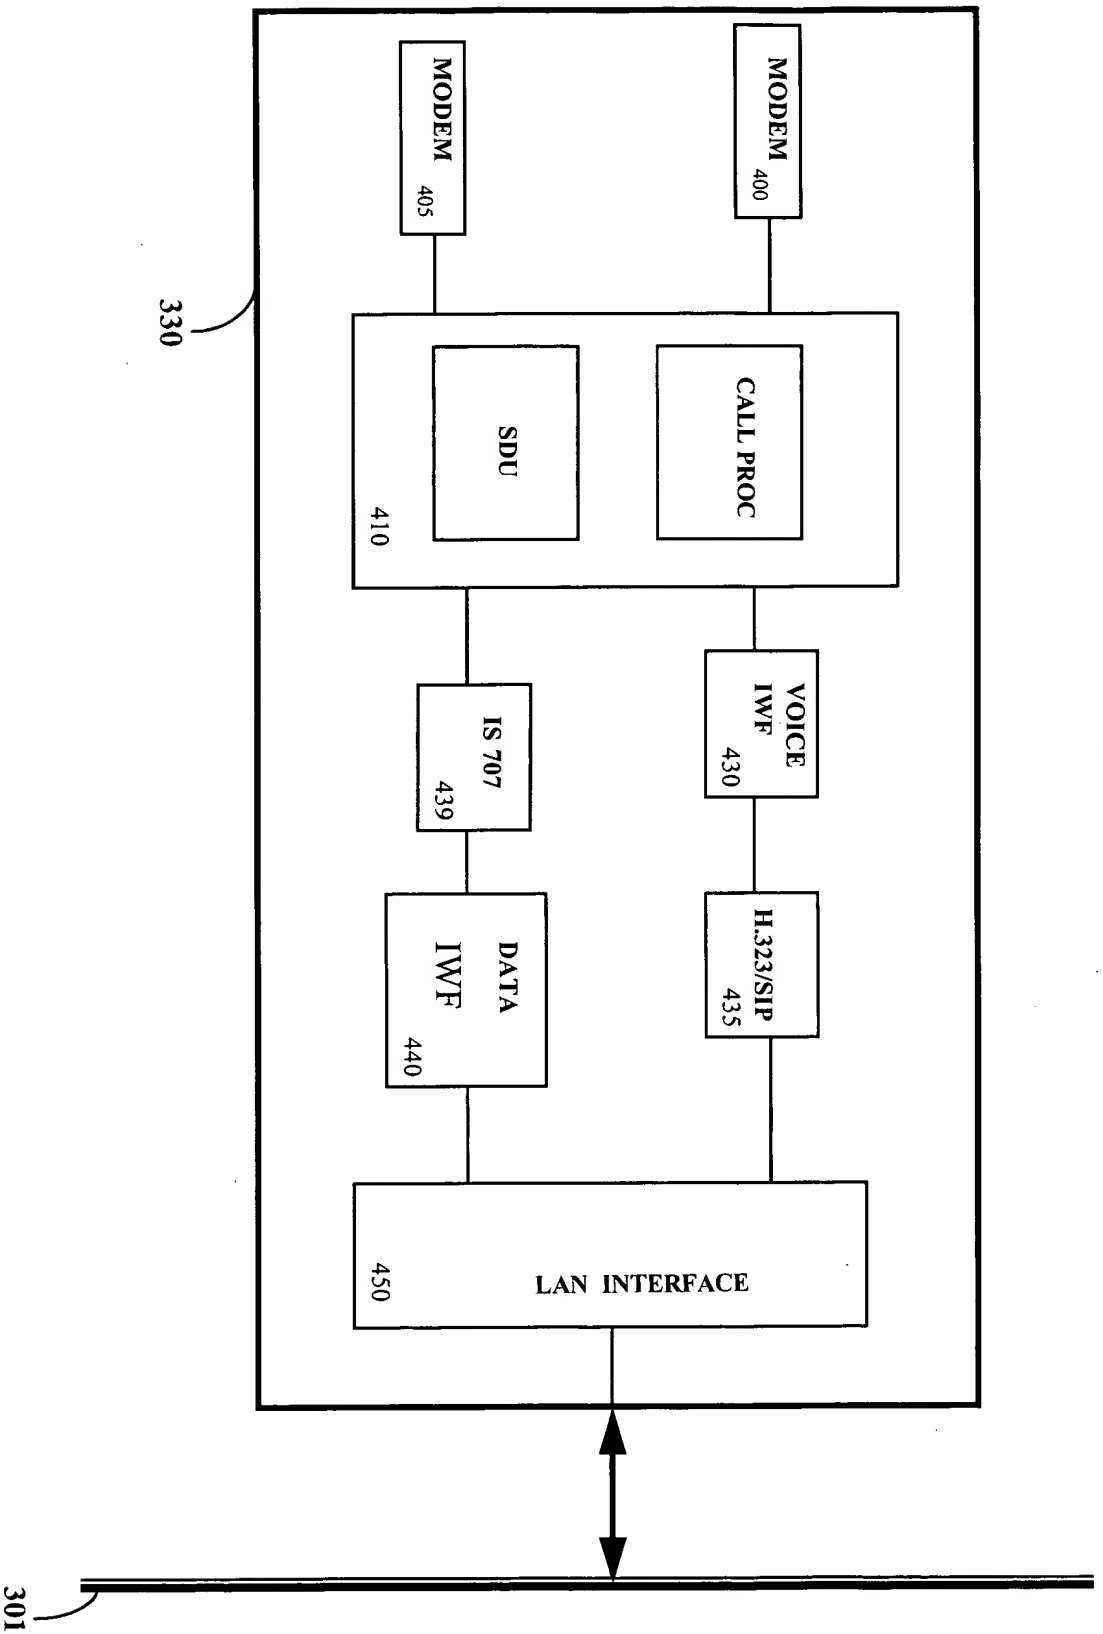 MODEM
400
MODEM
405
CALL PROC
SDU
410
VOICE
IWF
430
IS 707
439
H.323/SIP
435
DATA
IWF
440
LAN INTERFACE
450
330
301